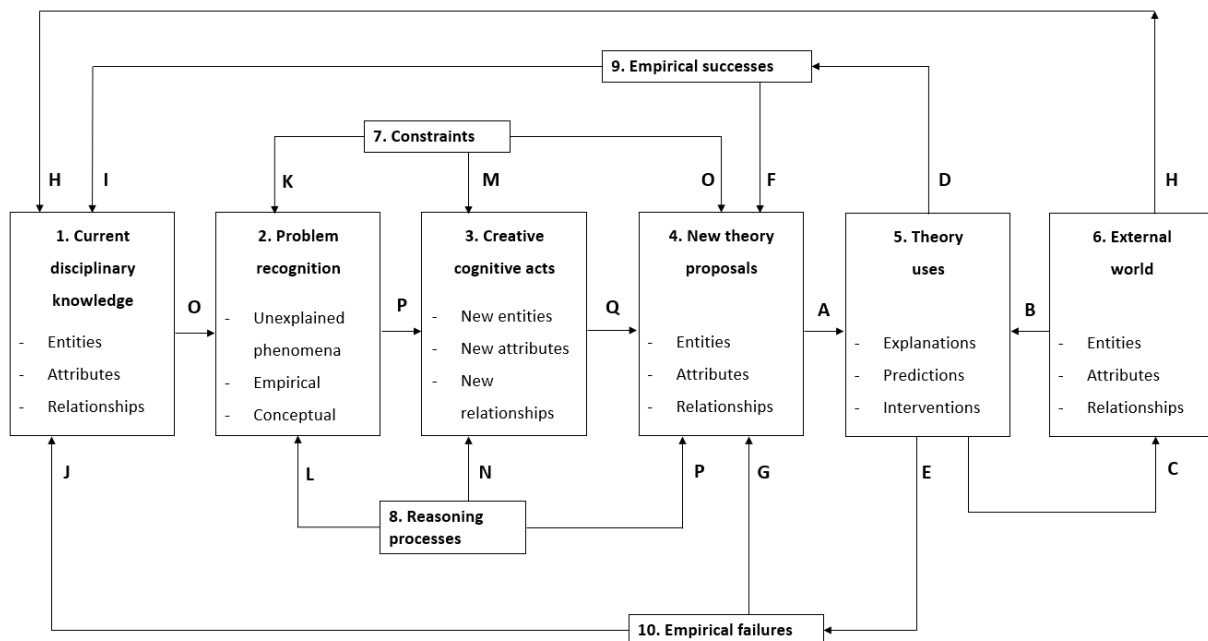 9. Empirical successes
7. Constraints
H
I
K
M
O
F
D
H
1. Current
disciplinary
knowledge
- Entities
- Attributes
- Relationships
O
2. Problem
recognition
- Unexplained
phenomena
- Empirical
- Conceptual
P
3. Creative
cognitive acts
- New entities
- New attributes
- New
relationships
Q
4. New theory
proposals
- Entities
- Attributes
- Relationships
A
5. Theory
uses
- Explanations
- Predictions
- Interventions
B
6. External
world
- Entities
- Attributes
- Relationships
J
L
N
P
G
E
C
8. Reasoning
processes
10. Empirical failures